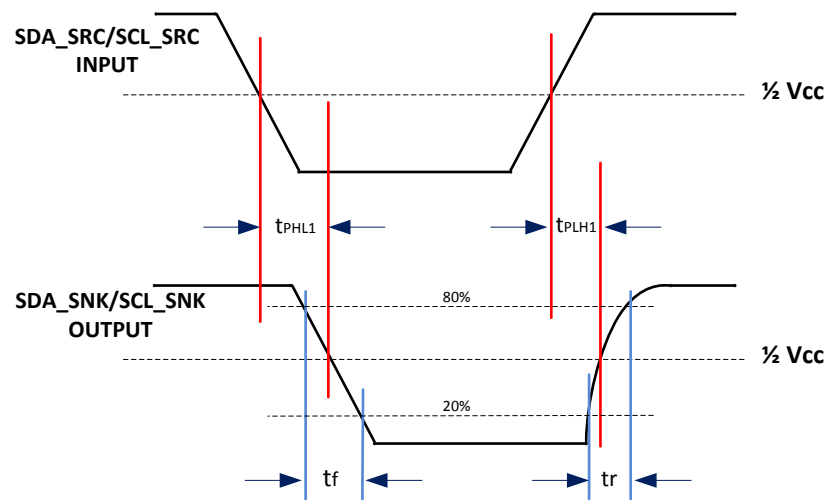 SDA_SRC/SCL_SRC
INPUT
½ Vcc
tPHL1
tPLH1
SDA_SNK/SCL_SNK
OUTPUT
80%
½ Vcc
20%
tf
tr